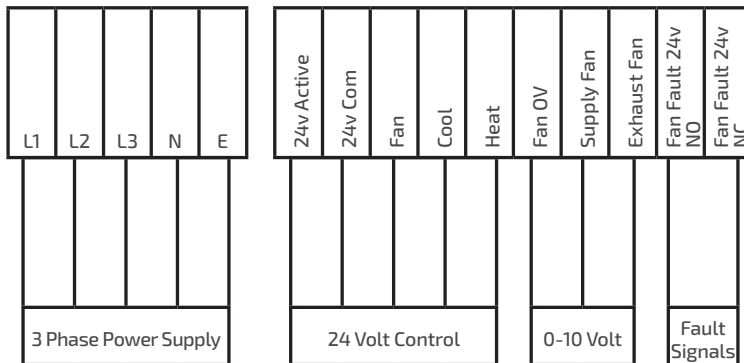 L1
L2
L3
N
E
24v Active
24v Com
Fan
Cool
Heat
Fan 0V
Supply Fan
Exhaust Fan
Fan Fault 24v
NO
Fan Fault 24v
NC
3 Phase Power Supply
24 Volt Control
0-10 Volt
Fault
Signals